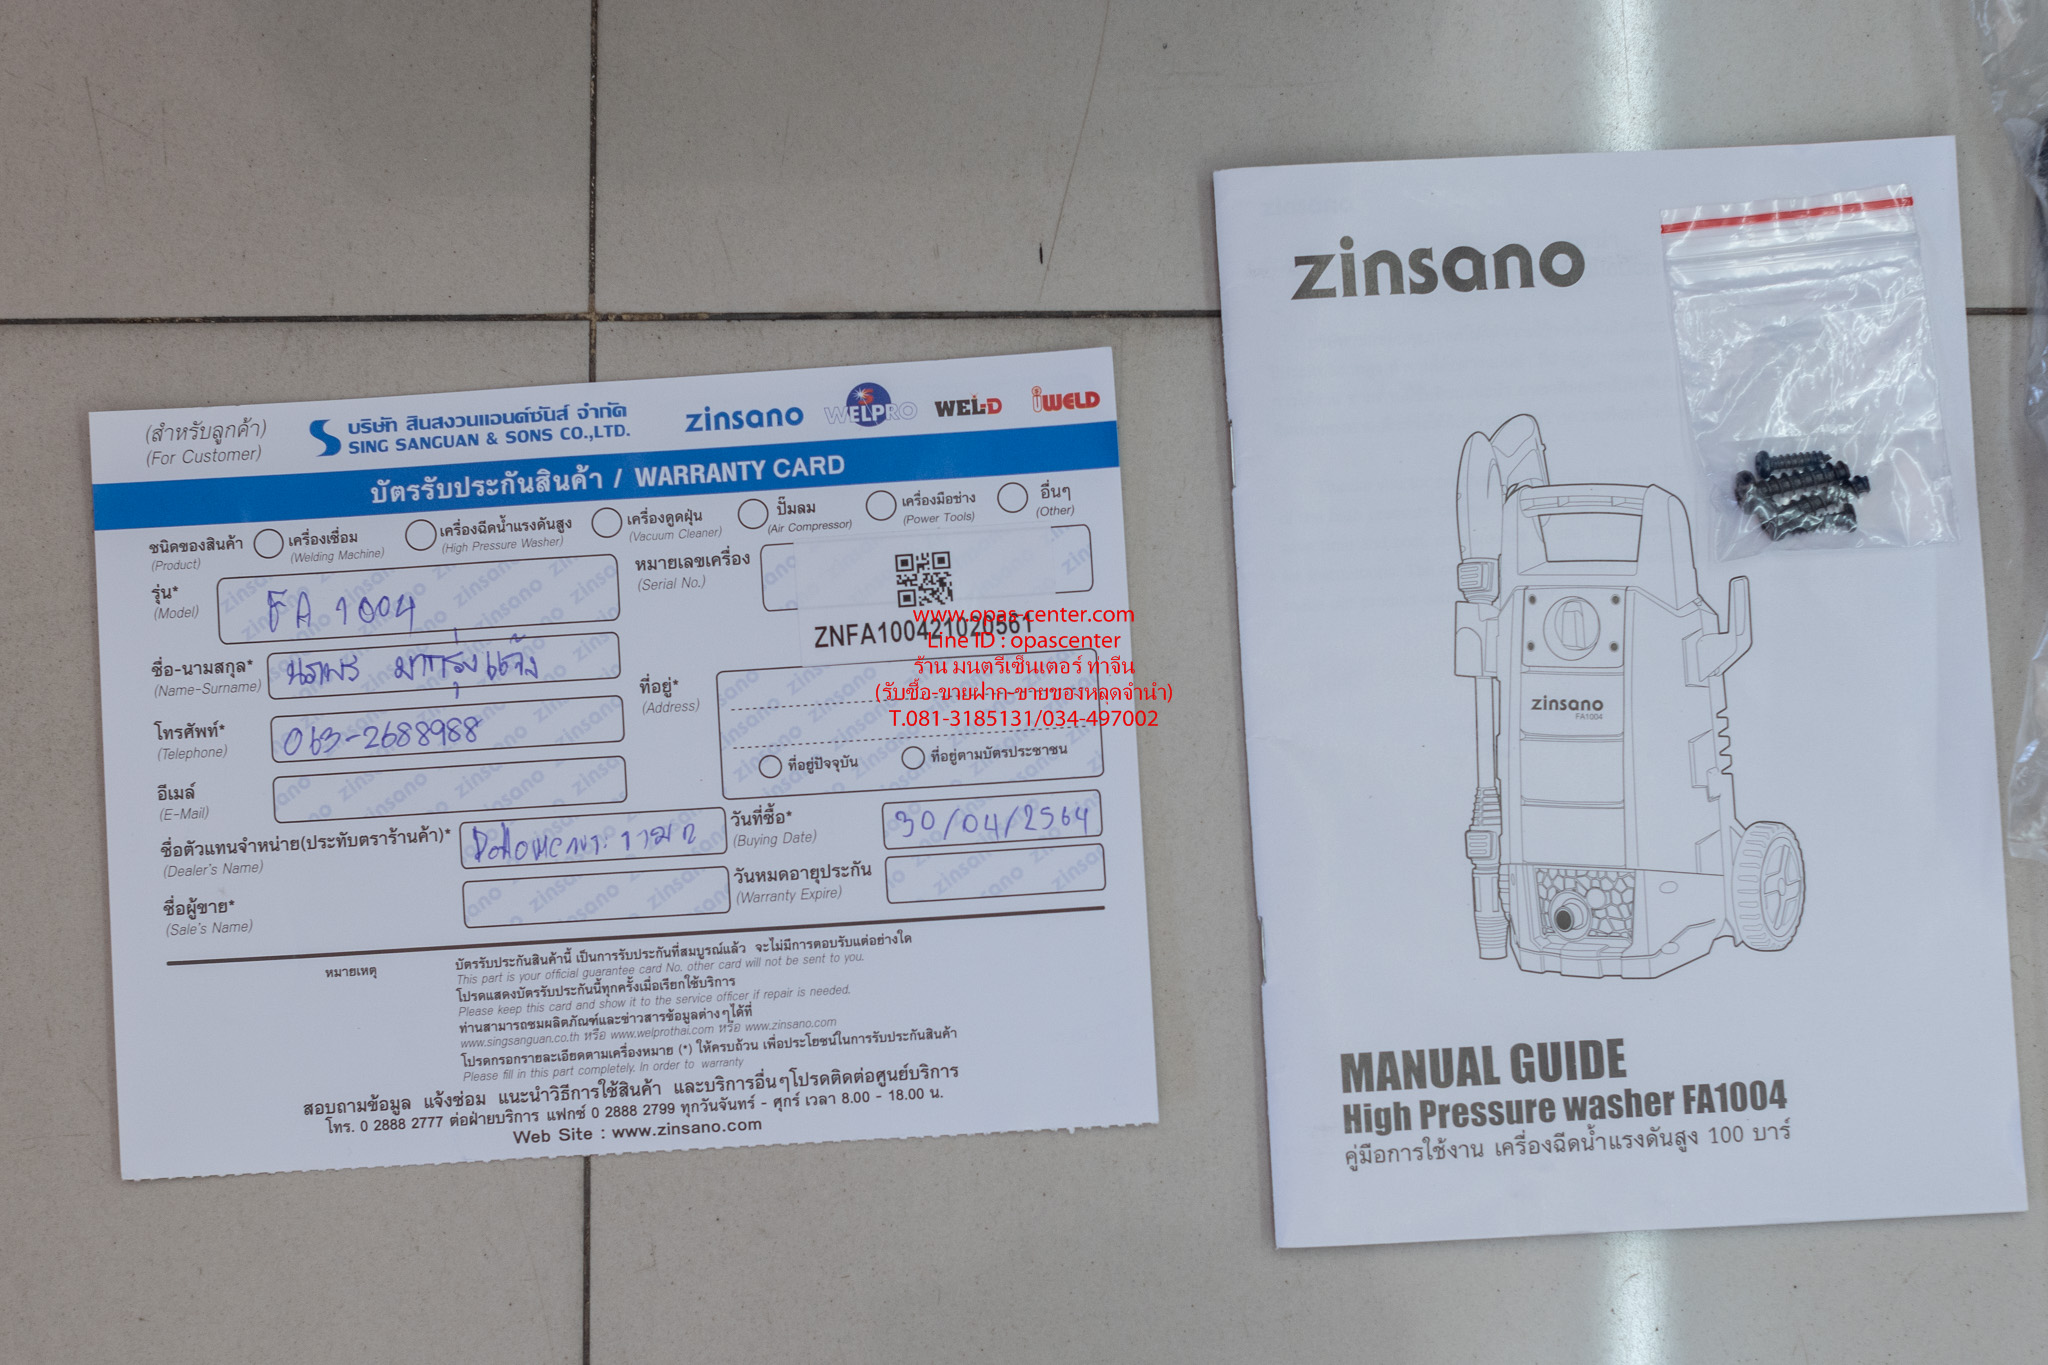 (สำหรับลูกค้า)
(For Customer)
บริษัท สินสงวนแอนด์ซันส์ จำกัด
SING SANGUAN & SONS CO.,LTD.
zinsano
WELPRO
WEL-D
iWELD
บัตรรับประกันสินค้า / WARRANTY CARD
ชนิดของสินค้า
(Product)
เครื่องเชื่อม
(Welding Machine)
เครื่องฉีดน้ำแรงดันสูง
(High Pressure Washer)
เครื่องดูดฝุ่น
(Vacuum Cleaner)
ปั๊มลม
(Air Compressor)
เครื่องมือช่าง
(Power Tools)
อื่นๆ
(Other)
รุ่น*
(Model)
FA 1004
หมายเลขเครื่อง
(Serial No.)
ZNFA100421020561
ชื่อ-นามสกุล*
(Name-Surname)
ที่อยู่*
(Address)
โทรศัพท์*
(Telephone)
063-2688988
ที่อยู่ปัจจุบัน
ที่อยู่ตามบัตรประชาชน
อีเมล์
(E-Mail)
ชื่อตัวแทนจำหน่าย(ประทับตราร้านค้า)*
(Dealer's Name)
วันที่ซื้อ*
(Buying Date)
30/04/2564
ชื่อผู้ขาย*
(Sale's Name)
วันหมดอายุประกัน
(Warranty Expire)
หมายเหตุ
บัตรรับประกันสินค้านี้ เป็นการรับประกันที่สมบูรณ์แล้ว จะไม่มีการตอบรับแต่อย่างใด
This part is your official guarantee card No. other card will not be sent to you.
โปรดแสดงบัตรรับประกันนี้ทุกครั้งเมื่อเรียกใช้บริการ
Please keep this card and show it to the service officer if repair is needed.
ท่านสามารถชมผลิตภัณฑ์และข่าวสารข้อมูลต่างๆได้ที่
www.singsanguan.co.th หรือ www.welprothai.com หรือ www.zinsano.com
โปรดกรอกรายละเอียดตามเครื่องหมาย (*) ให้ครบถ้วน เพื่อประโยชน์ในการรับประกันสินค้า
Please fill in this part completely. In order to warranty
สอบถามข้อมูล แจ้งซ่อม แนะนำวิธีการใช้สินค้า และบริการอื่นๆโปรดติดต่อศูนย์บริการ
โทร. 0 2888 2777 ต่อฝ่ายบริการ แฟกซ์ 0 2888 2799 ทุกวันจันทร์ - ศุกร์ เวลา 8.00 - 18.00 น.
Web Site : www.zinsano.com
www.opas-center.com
Line ID : opascenter
ร้าน มนตรีเซ็นเตอร์ ท่าจีน
(รับซื้อ-ขายฝาก-ขายของหลุดจำนำ)
T.081-3185131/034-497002
zinsano
zinsano
FA1004
MANUAL GUIDE
High Pressure washer FA1004
คู่มือการใช้งาน เครื่องฉีดน้ำแรงดันสูง 100 บาร์